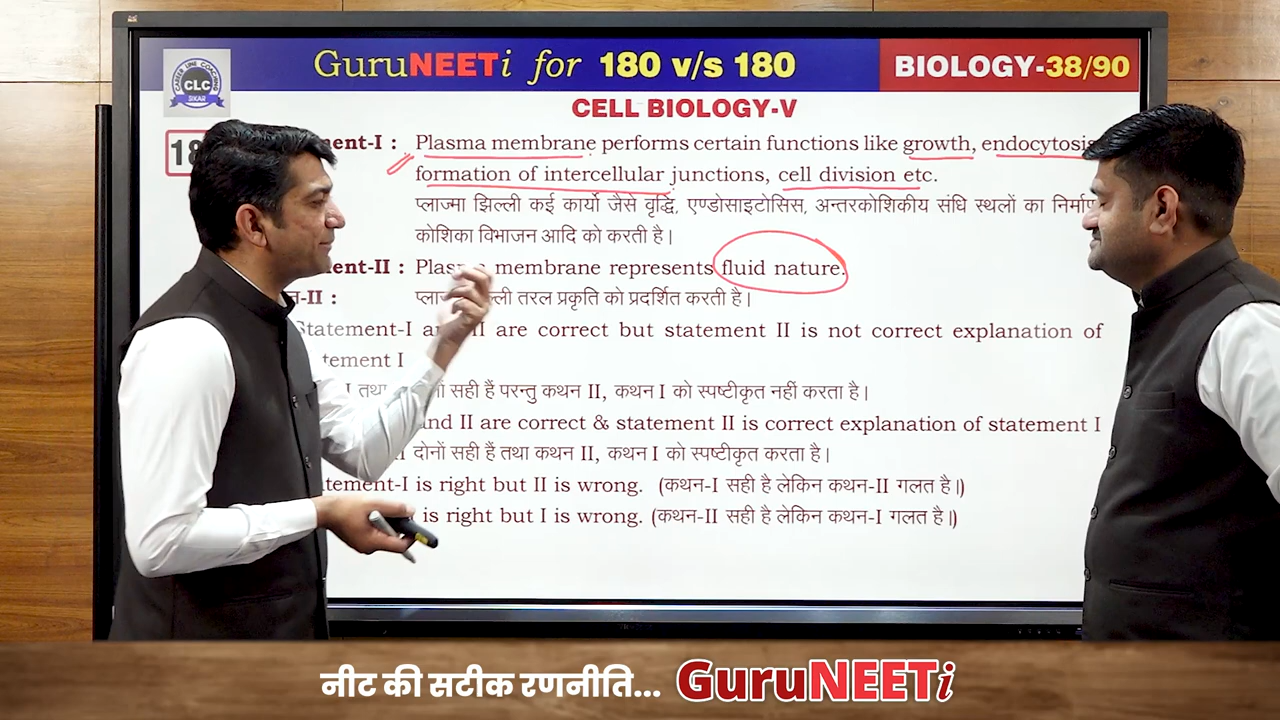 GuruNEETi for 180 v/s 180
BIOLOGY-38/90
CAREER LINE COACHING
CLC
SIKAR
CELL BIOLOGY-V
18
ment-I : Plasma membrane performs certain functions like growth, endocytosis
formation of intercellular junctions, cell division etc.
प्लाज्मा झिल्ली कई कार्यो जैसे वृद्धि, एण्डोसाइटोसिस, अन्तरकोशिकीय संधि स्थलों का निर्माण
कोशिका विभाजन आदि को करती है।
ment-II : membrane represents fluid nature.
न-II : तरल प्रकृति को प्रदर्शित करती है।
Statement-I II are correct but statement II is not correct explanation of
tement I
I तथा सही हैं परन्तु कथन II, कथन I को स्पष्टीकृत नहीं करता है।
and II are correct & statement II is correct explanation of statement I
दोनों सही हैं तथा कथन II, कथन I को स्पष्टीकृत करता है।
tement-I is right but II is wrong. (कथन-I सही है लेकिन कथन-II गलत है।)
is right but I is wrong. (कथन-II सही है लेकिन कथन-I गलत है।)
नीट की सटीक रणनीति... GuruNEETi